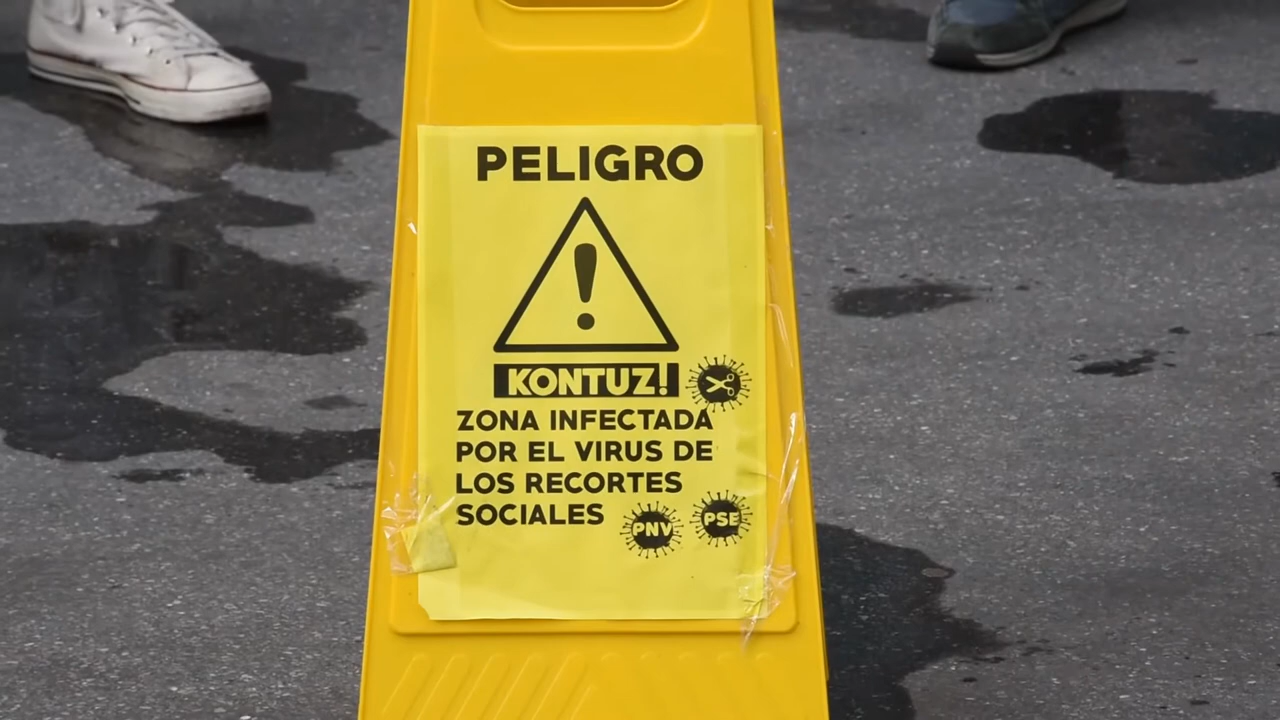 PELIGRO
KONTUZ!
ZONA INFECTADA
POR EL VIRUS DE
LOS RECORTES
SOCIALES
PNV
PSE